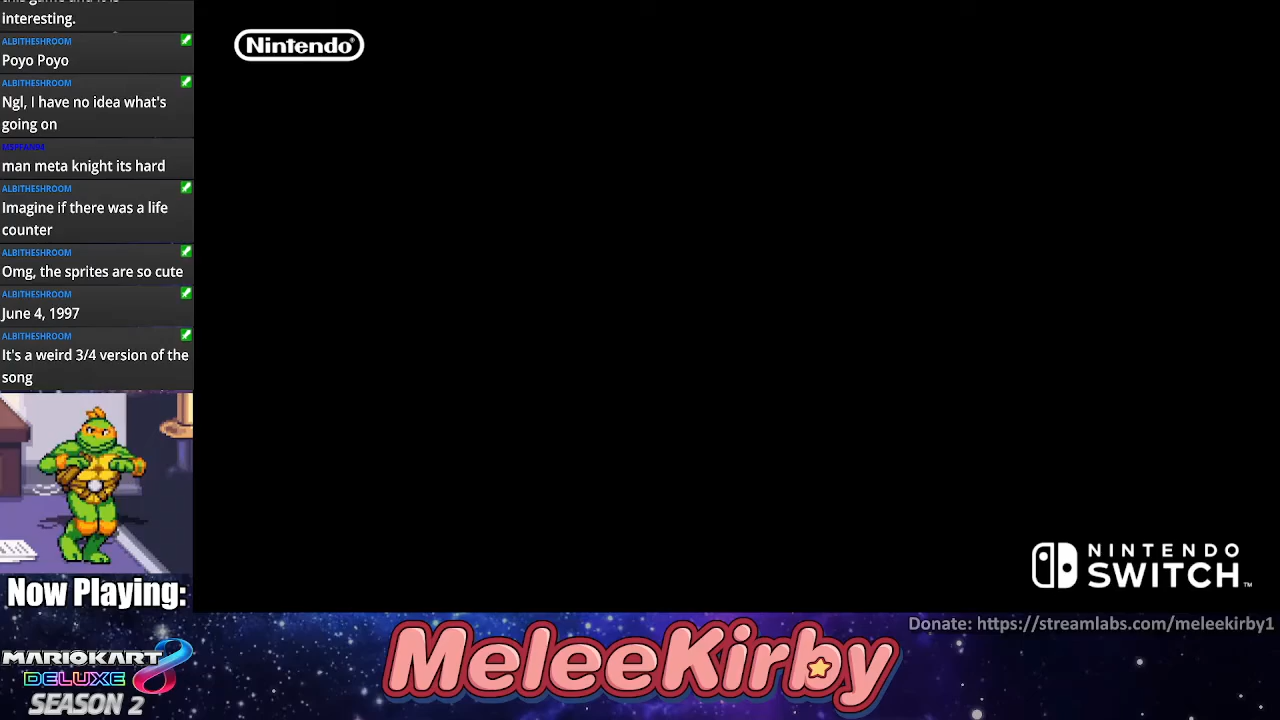 interesting.
ALBITHESHROOM
Poyo Poyo
ALBITHESHROOM
Ngl, I have no idea what's
going on
MSPFAN04
man meta knight its hard
ALBITHESHROOM
Imagine if there was a life
counter
ALBITHESHROOM
Omg, the sprites are so cute
ALBITHESHROOM
June 4, 1997
ALBITHESHROOM
It's a weird 3/4 version of the
song
Now Playing:
MARIOKART 8
DELUXE
SEASON 2
Nintendo®
NINTENDO
SWITCH™
Donate: https://streamlabs.com/meleekirby1
MeleeKirby